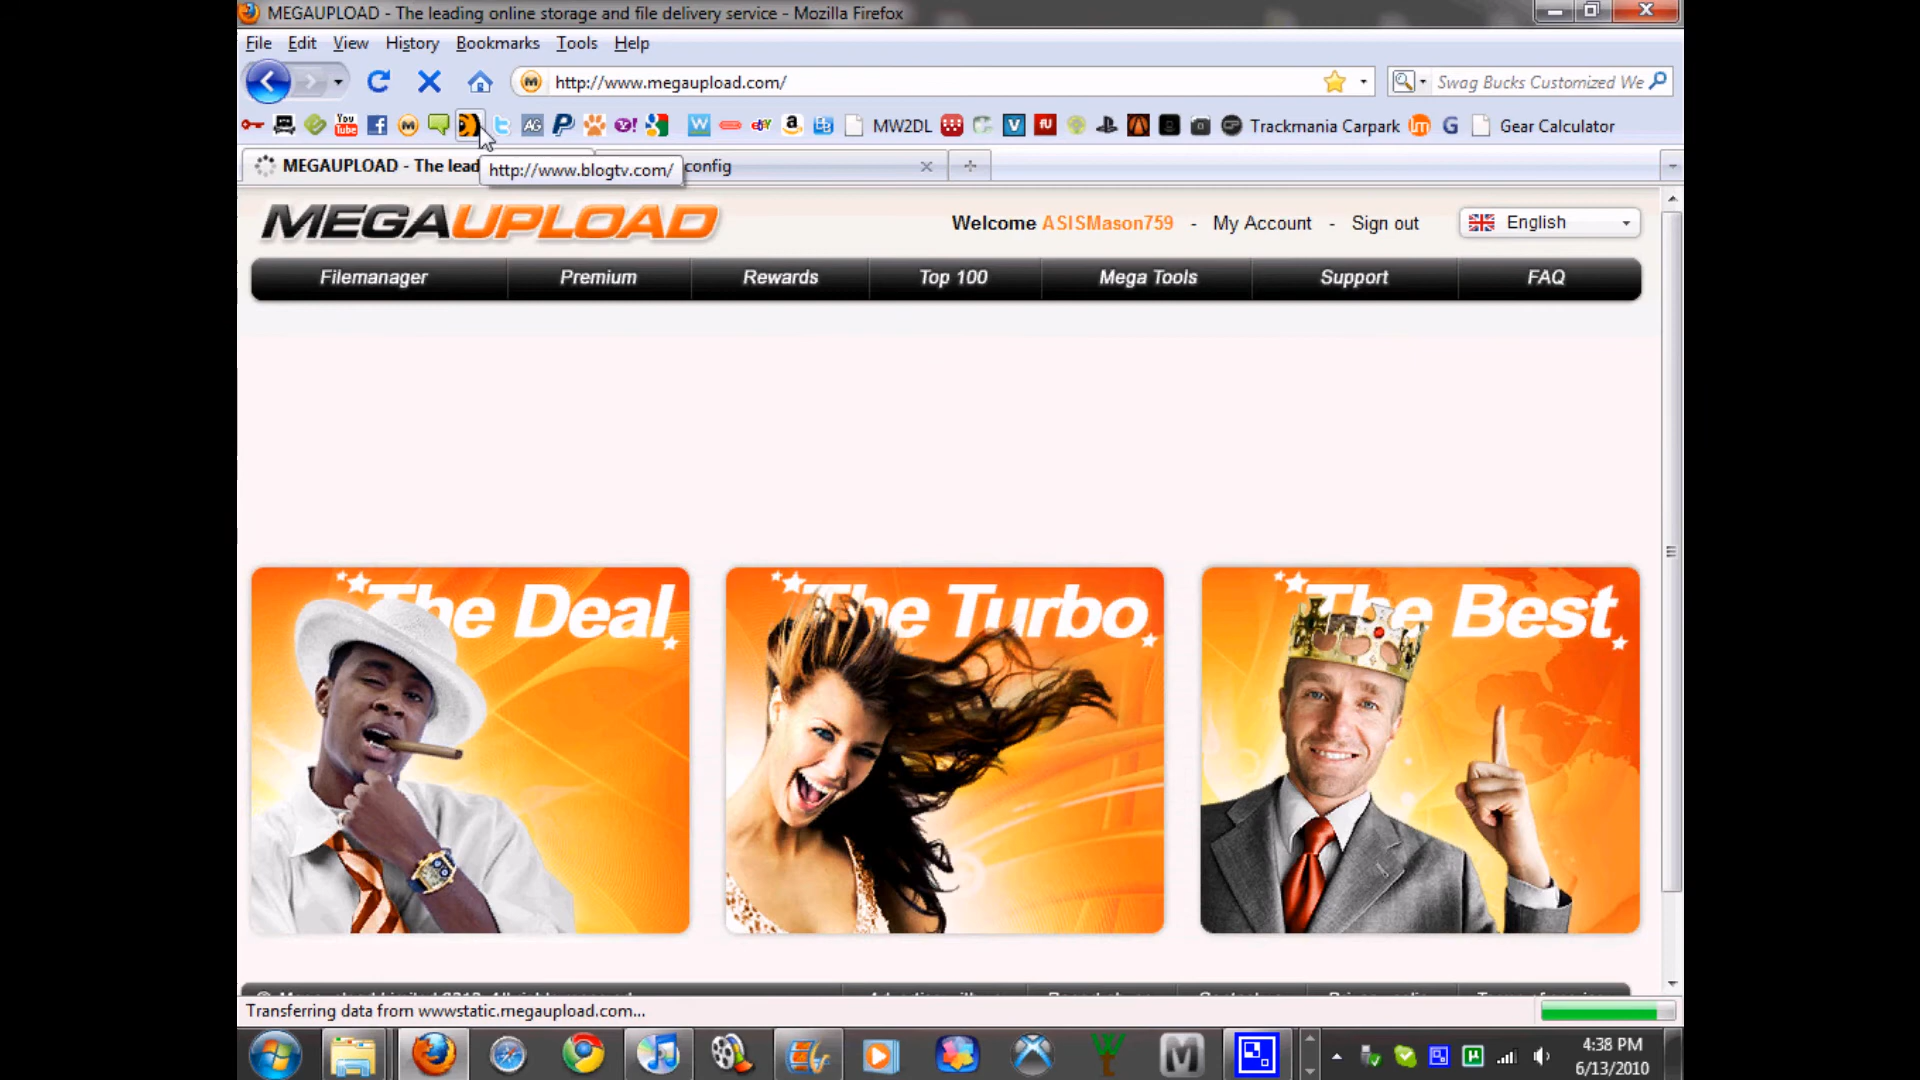 MEGAUPLOAD - The leading online storage and file delivery service - Mozilla Firefox
File Edit View History Bookmarks Tools Help
http://www.megaupload.com/
Swag Bucks Customized We
You Tube
AG
MW2DL
Trackmania Carpark
Gear Calculator
MEGAUPLOAD - The lead
http://www.blogtv.com/
config
MEGAUPLOAD
Welcome ASISMason759 - My Account - Sign out
English
Filemanager Premium Rewards Top 100 Mega Tools Support FAQ
The Deal
The Turbo
The Best
Transferring data from wwwstatic.megaupload.com...
4:38 PM
6/13/2010